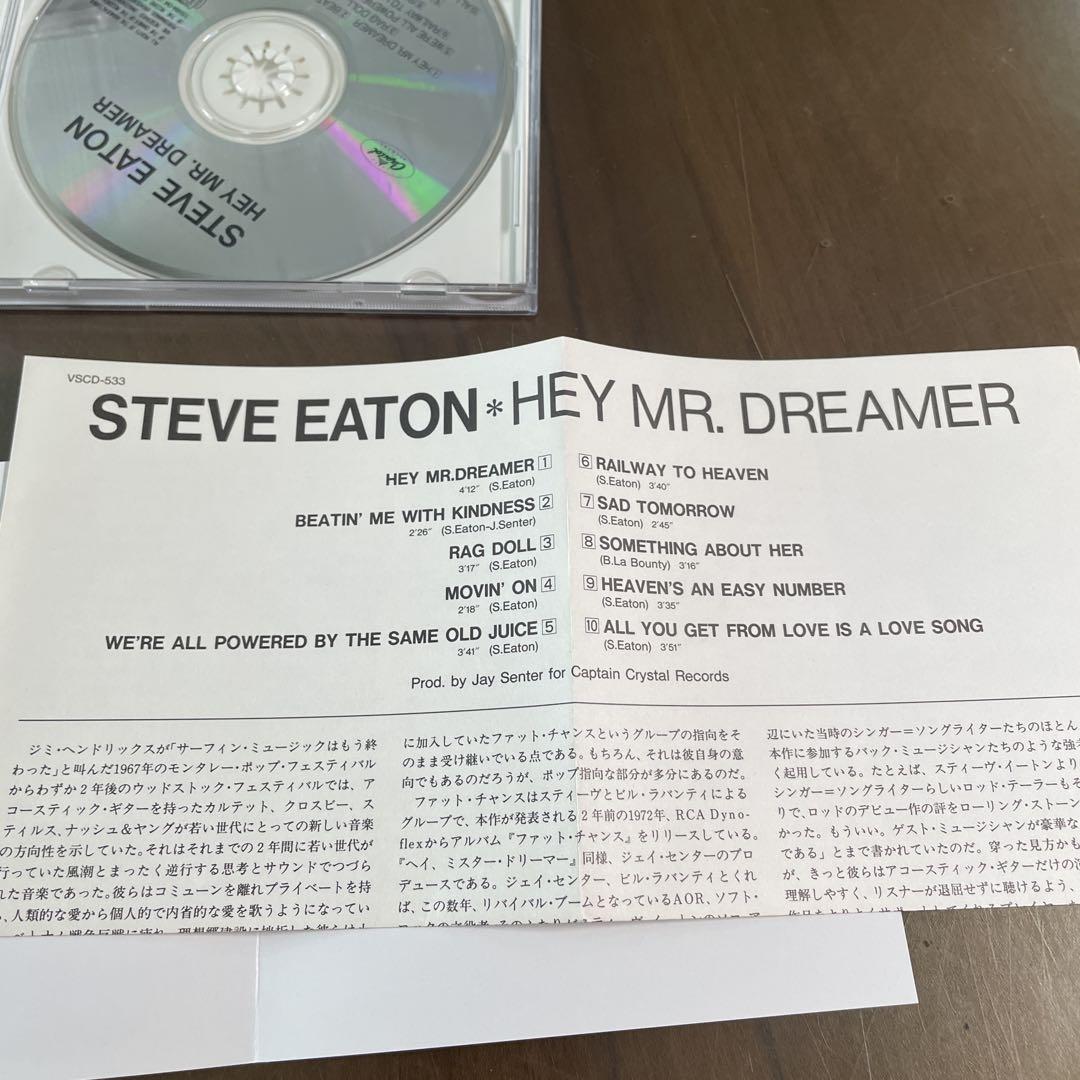 STEVE EATON
HEY MR. DREAMER
①HEY MR. DREAMER
③RAG DOLL
Capitol
VSCD-533
STEVE EATON*HEY MR. DREAMER
HEY MR.DREAMER 1
4'12" (S.Eaton)
BEATIN' ME WITH KINDNESS 2
2'26" (S.Eaton-J.Senter)
RAG DOLL 3
3'17" (S.Eaton)
MOVIN' ON 4
2'18" (S.Eaton)
WE'RE ALL POWERED BY THE SAME OLD JUICE 5
3'41" (S.Eaton)
6 RAILWAY TO HEAVEN
(S.Eaton) 3'40"
7 SAD TOMORROW
(S.Eaton) 2'45"
8 SOMETHING ABOUT HER
(B.La Bounty) 3'16"
9 HEAVEN'S AN EASY NUMBER
(S.Eaton) 3'35"
10 ALL YOU GET FROM LOVE IS A LOVE SONG
(S.Eaton) 3'51"
Prod. by Jay Senter for Captain Crystal Records
ジミ・ヘンドリックスが「サーフィン・ミュージックはもう終
わった」と叫んだ1967年のモンタレー・ポップ・フェスティバル
からわずか2年後のウッドストック・フェスティバルでは、ア
コースティック・ギターを持ったカルテット、クロスビー、ス
ティルス、ナッシュ&ヤングが若い世代にとっての新しい音楽
の方向性を示していた。それはそれまでの2年間に若い世代が
行っていた風潮とまったく逆行する思考とサウンドでつづら
れた音楽であった。彼らはコミューンを離れプライベートを持
、人類的な愛から個人的で内省的な愛を歌うようになってい
に加入していたファット・チャンスというグループの指向をそ
のまま受け継いでいる点である。もちろん、それは彼自身の意
向でもあるのだろうが、ポップ指向的な部分が多分にあるのだ。
ファット・チャンスはスティーヴとビル・ラバンティによる
グループで、本作が発表される2年前の1972年、RCA Dyno-
flexからアルバム『ファット・チャンス』をリリースしている。
『ヘイ、ミスター・ドリーマー』同様、ジェイ・センターのプロ
デュースである。ジェイ・センター、ビル・ラバンティとくれ
ば、この数年、リバイバル・ブームとなっているAOR、ソフト・
辺にいた当時のシンガー=ソングライターたちのほとん
本作に参加するバック・ミュージシャンたちのような強
く起用している。たとえば、スティーヴ・イートンより
シンガー=ソングライターらしいロッド・テーラーもそ
りで、ロッドのデビュー作の評をローリング・ストーン
かった。もういい。ゲスト・ミュージシャンが豪華な
である」とまで書かれていたのだ。穿った見方かも
が、きっと彼らはアコースティック・ギターだけの
理解しやすく、リスナーが退屈せずに聴けるよう、